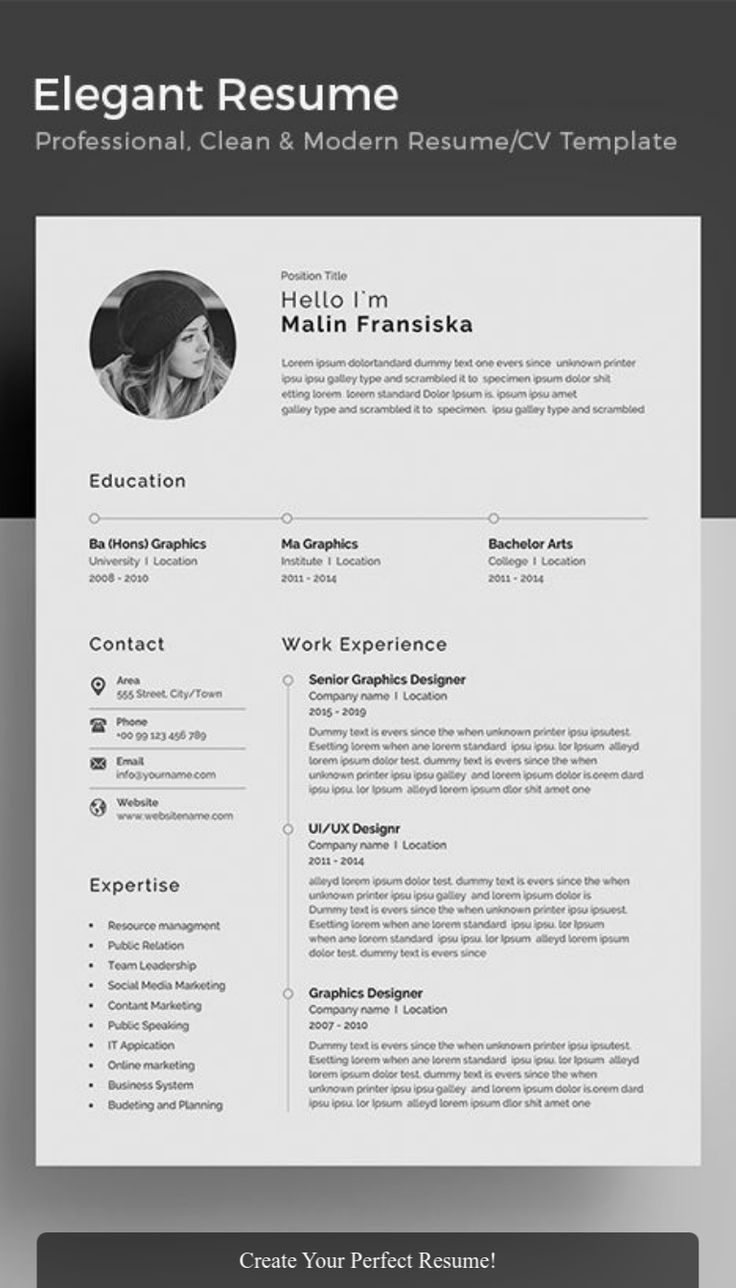 Elegant Resume
Professional, Clean & Modern Resume/CV Template
Position Title
Hello I`m
Malin Fransiska
Lorem ipsum dolortandard dummy text one evers since unknown printer
ipsu ipsu galley type and scrambled it to specimen ipsum dolor shit
etting lorem lorem standard Dolor Ipsum is. ipsum ipsu amet
galley type and scrambled it to specimen. ipsu galley type and scrambled
Education
Ba (Hons) Graphics
University I Location
2008 - 2010
Ma Graphics
Institute I Location
2011 - 2014
Bachelor Arts
College I Location
2011 - 2014
Contact
Area
555 Street, City/Town
Phone
+00 99 123 456 789
Email
info@yourname.com
Website
www.websitename.com
Expertise
• Resource managment
• Public Relation
• Team Leadership
• Social Media Marketing
• Contant Marketing
• Public Speaking
• IT Appication
• Online marketing
• Business System
• Budeting and Planning
Work Experience
Senior Graphics Designer
Company name I Location
2015 - 2019
Dummy text is evers since the when unknown printer ipsu ipsutest.
Esetting lorem when ane lorem standard ipsu ipsu. lor Ipsum alleyd
lorem ipsum dolor test. dummy text is evers since the when
unknown printer ipsu ipsu galley and lorem ipsum dolor is.orem dard
ipsu ipsu. lor Ipsum alleyd lorem ipsum dlor shit amet one
UI/UX Designr
Company name I Location
2011 - 2014
alleyd lorem ipsum dolor test. dummy text is evers since the when
unknown printer ipsu ipsu galley and lorem ipsum dolor is
Dummy text is evers since the when unknown printer ipsu ipsuest.
Esetting lorem when ane lorem standard ipsu ipsu. lor Ipsum
when ane lorem standard ipsu ipsu. lor Ipsum alleyd lorem ipsum
dolor test. dummy text is evers since
Graphics Designer
Company name I Location
2007 - 2010
Dummy text is evers since the when unknown printer ipsu ipsutest.
Esetting lorem when ane lorem standard ipsu ipsu. lor Ipsum alleyd
lorem ipsum dolor test. dummy text is evers since the when
unknown printer ipsu ipsu galley and lorem ipsum dolor is.orem dard
ipsu ipsu. lor Ipsum alleyd lorem ipsum dlor shit amet one
Create Your Perfect Resume!